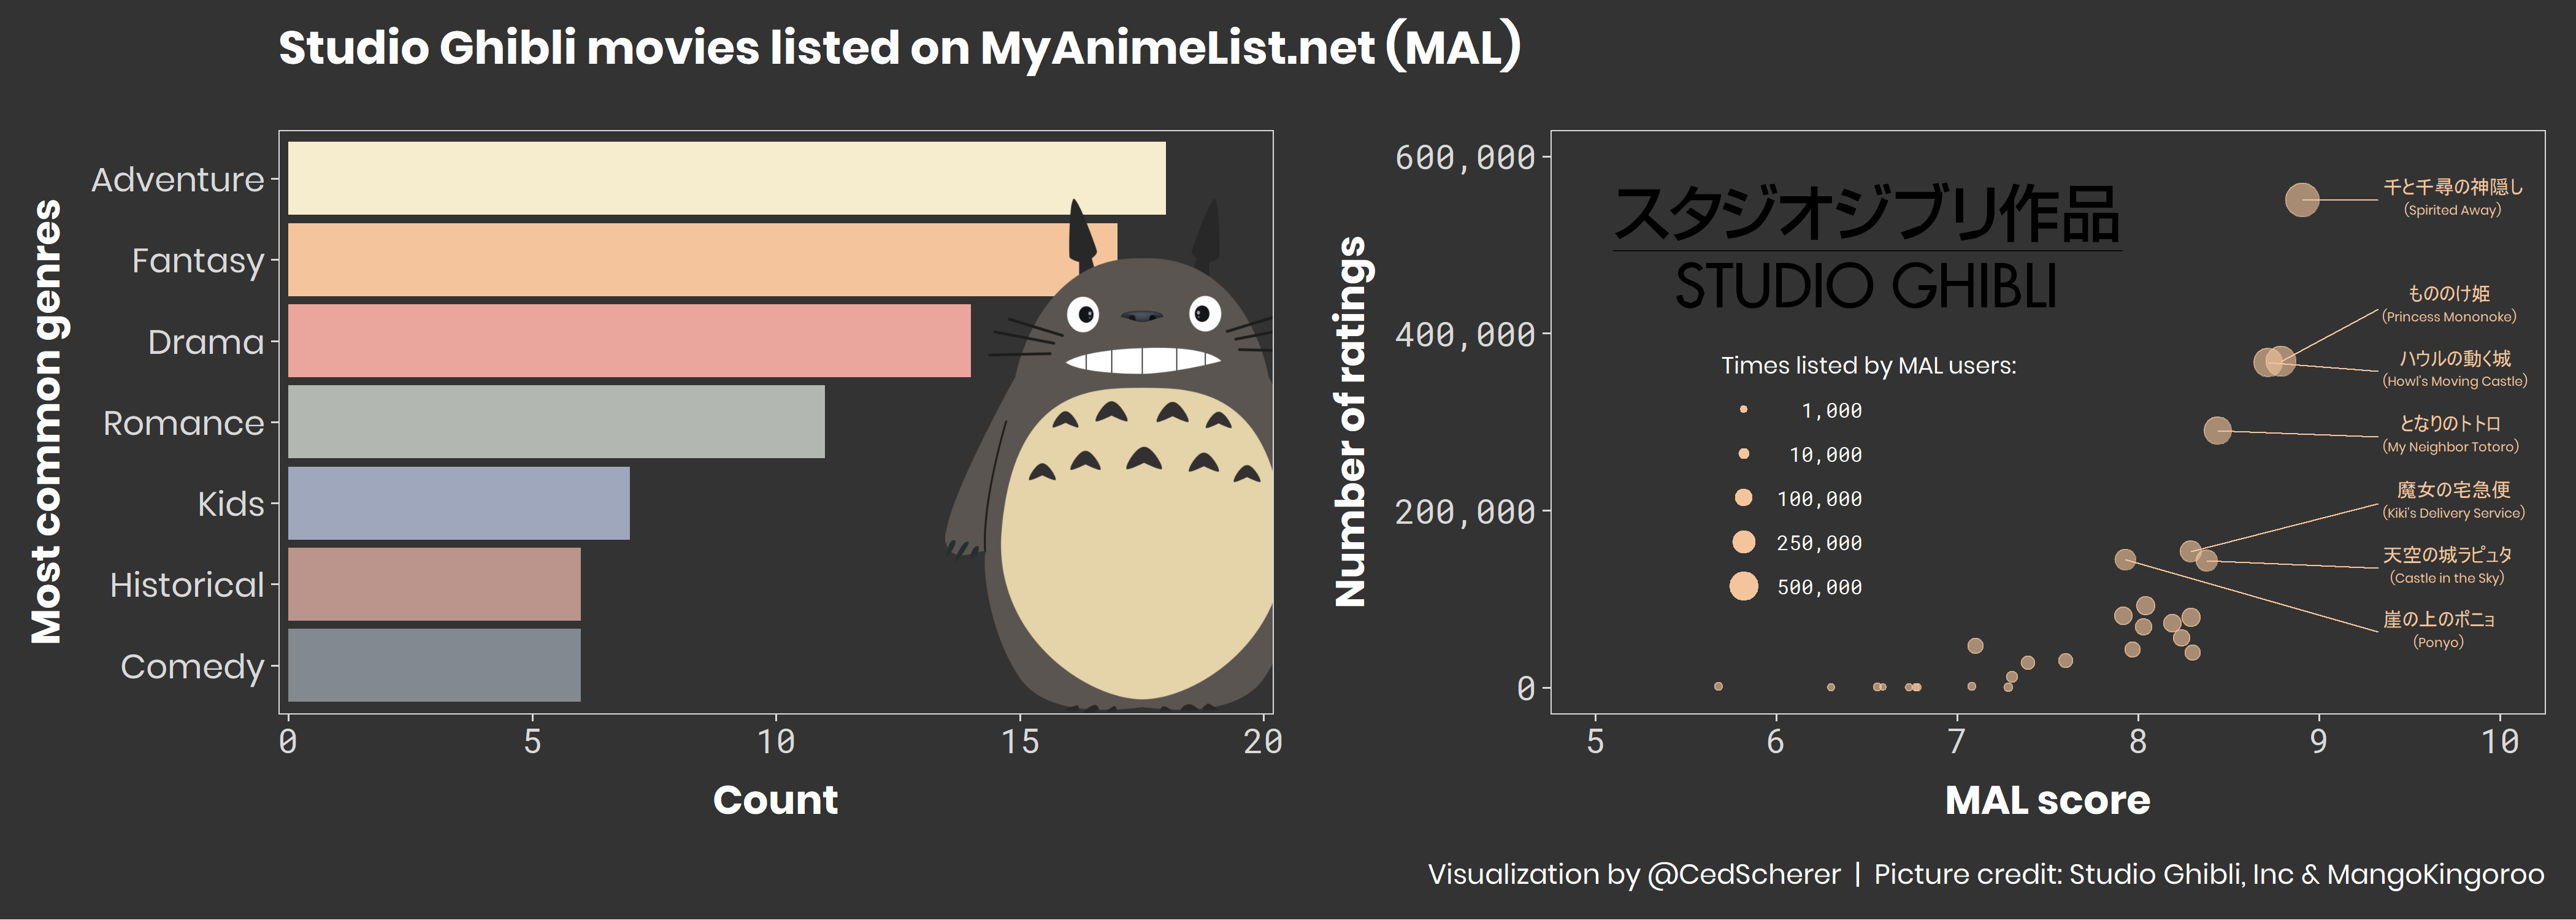 Studio Ghibli movies listed on MyAnimeList.net (MAL)
Most common genres
Adventure
Fantasy
Drama
Romance
Kids
Historical
Comedy
0 5 10 15 20
Count
Number of ratings
600,000
400,000
200,000
0
スタジオジブリ作品
STUDIO GHIBLI
Times listed by MAL users:
1,000
10,000
100,000
250,000
500,000
千と千尋の神隠し
(Spirited Away)
もののけ姫
(Princess Mononoke)
ハウルの動く城
(Howl's Moving Castle)
となりのトトロ
(My Neighbor Totoro)
魔女の宅急便
(Kiki's Delivery Service)
天空の城ラピュタ
(Castle in the Sky)
崖の上のポニョ
(Ponyo)
5 6 7 8 9 10
MAL score
Visualization by @CedScherer | Picture credit: Studio Ghibli, Inc & MangoKingoroo